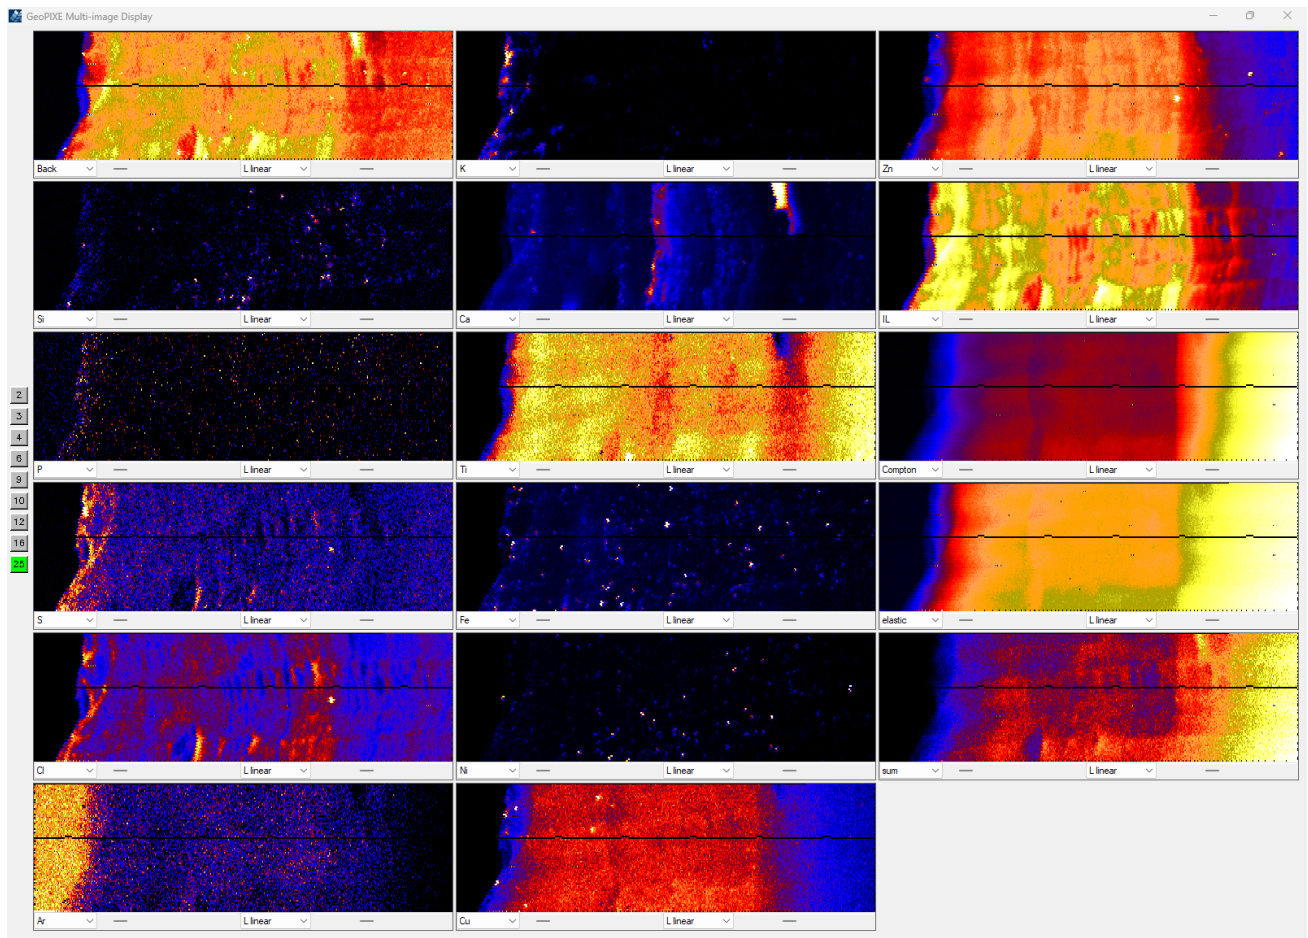 GeoPIXE Multi-image Display
Back L linear
K L linear
Zn L linear
Si L linear
Ca L linear
IL L linear
P L linear
Ti L linear
Compton L linear
S L linear
Fe L linear
elastic L linear
Cl L linear
Ni L linear
sum L linear
Ar L linear
Cu L linear
2
3
4
6
9
10
12
16
25